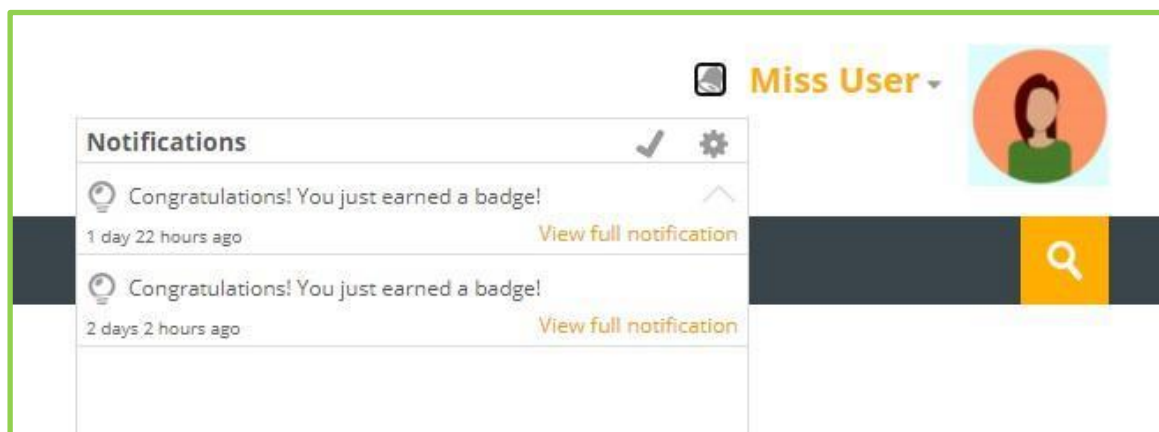 Miss User
Notifications
Congratulations! You just earned a badge!
1 day 22 hours ago View full notification
Congratulations! You just earned a badge!
2 days 2 hours ago View full notification